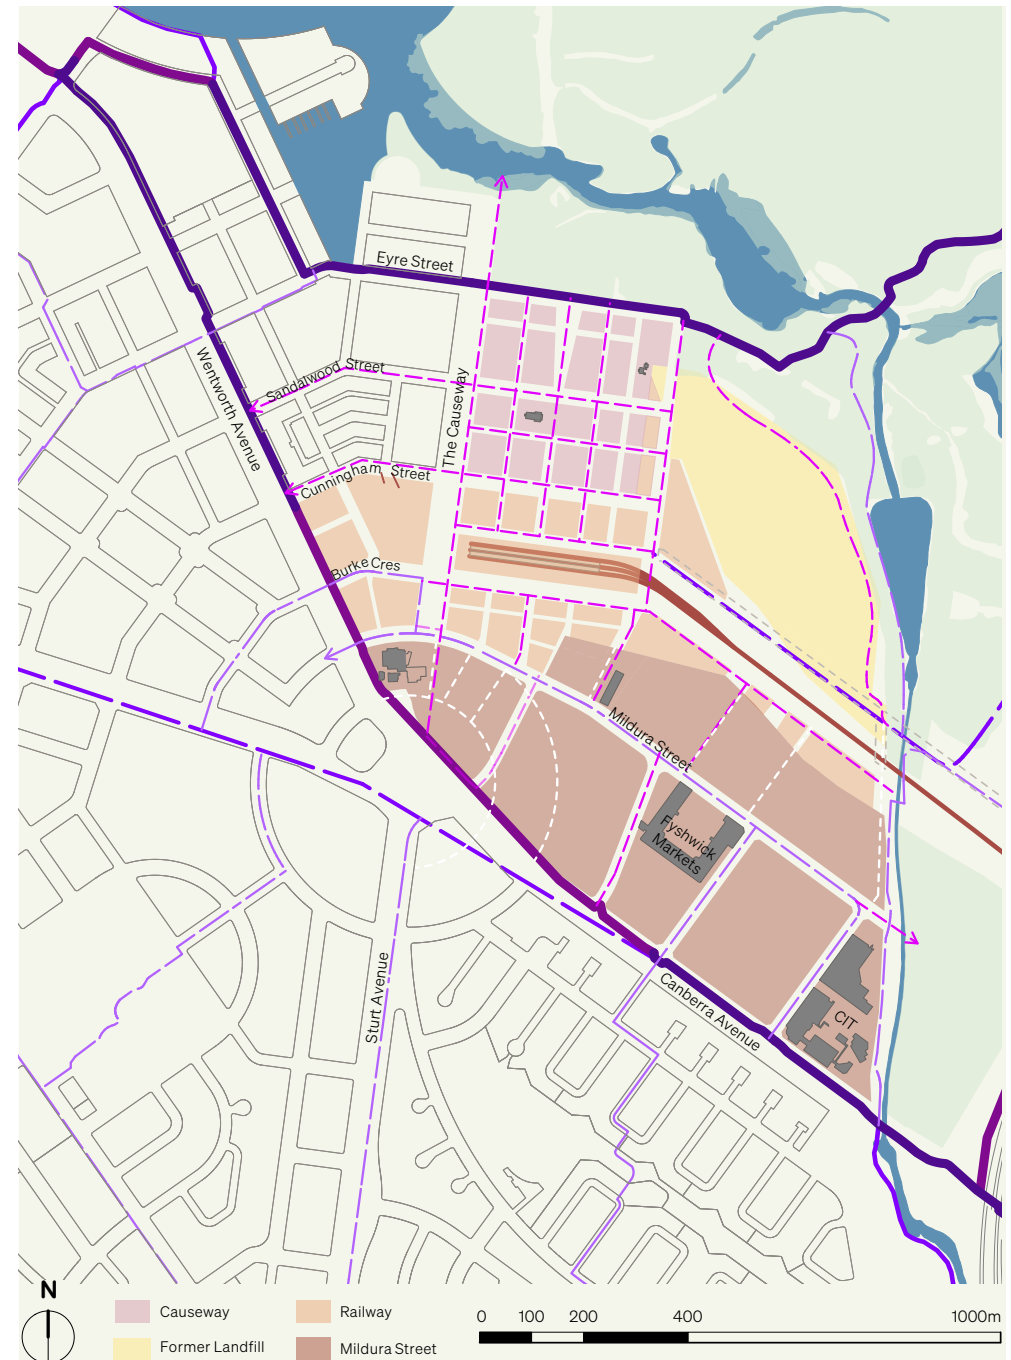 Eyre Street
Sandalwood Street
Wentworth Avenue
The Causeway
Cunningham Street
Burke Cres
Mildura Street
Fyshwick
Markets
Canberra Avenue
Sturt Avenue
CIT
N
Causeway
Railway
Former Landfill
Mildura Street
0 100 200 400 1000m